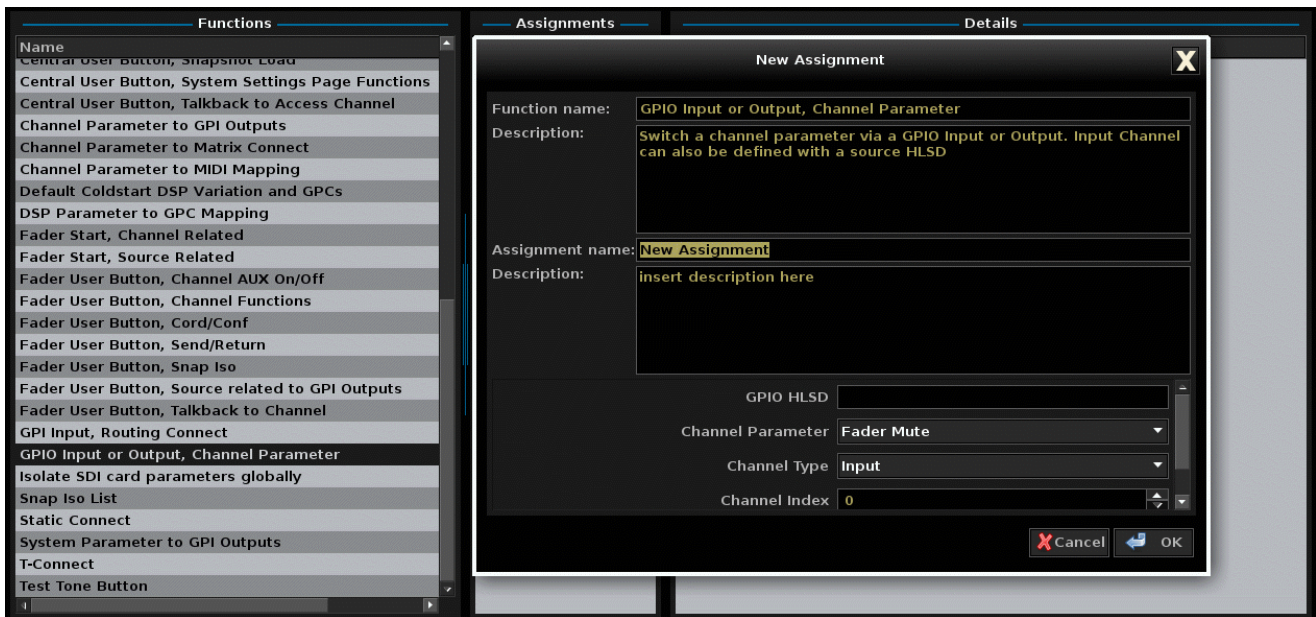 Functions
Assignments
Details
Name
Central User Button, Snapshot Load
Central User Button, System Settings Page Functions
Central User Button, Talkback to Access Channel
Channel Parameter to GPI Outputs
Channel Parameter to Matrix Connect
Channel Parameter to MIDI Mapping
Default Coldstart DSP Variation and GPCs
DSP Parameter to GPC Mapping
Fader Start, Channel Related
Fader Start, Source Related
Fader User Button, Channel AUX On/Off
Fader User Button, Channel Functions
Fader User Button, Cord/Conf
Fader User Button, Send/Return
Fader User Button, Snap Iso
Fader User Button, Source related to GPI Outputs
Fader User Button, Talkback to Channel
GPI Input, Routing Connect
GPIO Input or Output, Channel Parameter
Isolate SDI card parameters globally
Snap Iso List
Static Connect
System Parameter to GPI Outputs
T-Connect
Test Tone Button
New Assignment
X
Function name: GPIO Input or Output, Channel Parameter
Description: Switch a channel parameter via a GPIO Input or Output. Input Channel
can also be defined with a source HLSD
Assignment name: New Assignment
Description: insert description here
GPIO HLSD
Channel Parameter Fader Mute
Channel Type Input
Channel Index 0
Cancel OK